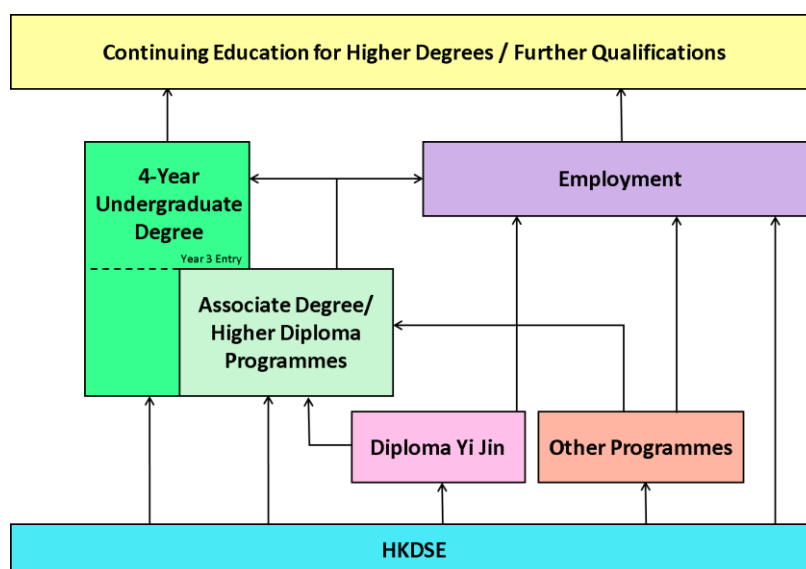 Continuing Education for Higher Degrees / Further Qualifications
4-Year
Undergraduate
Degree
Year 3 Entry
Employment
Associate Degree/
Higher Diploma
Programmes
Diploma Yi Jin
Other Programmes
HKDSE